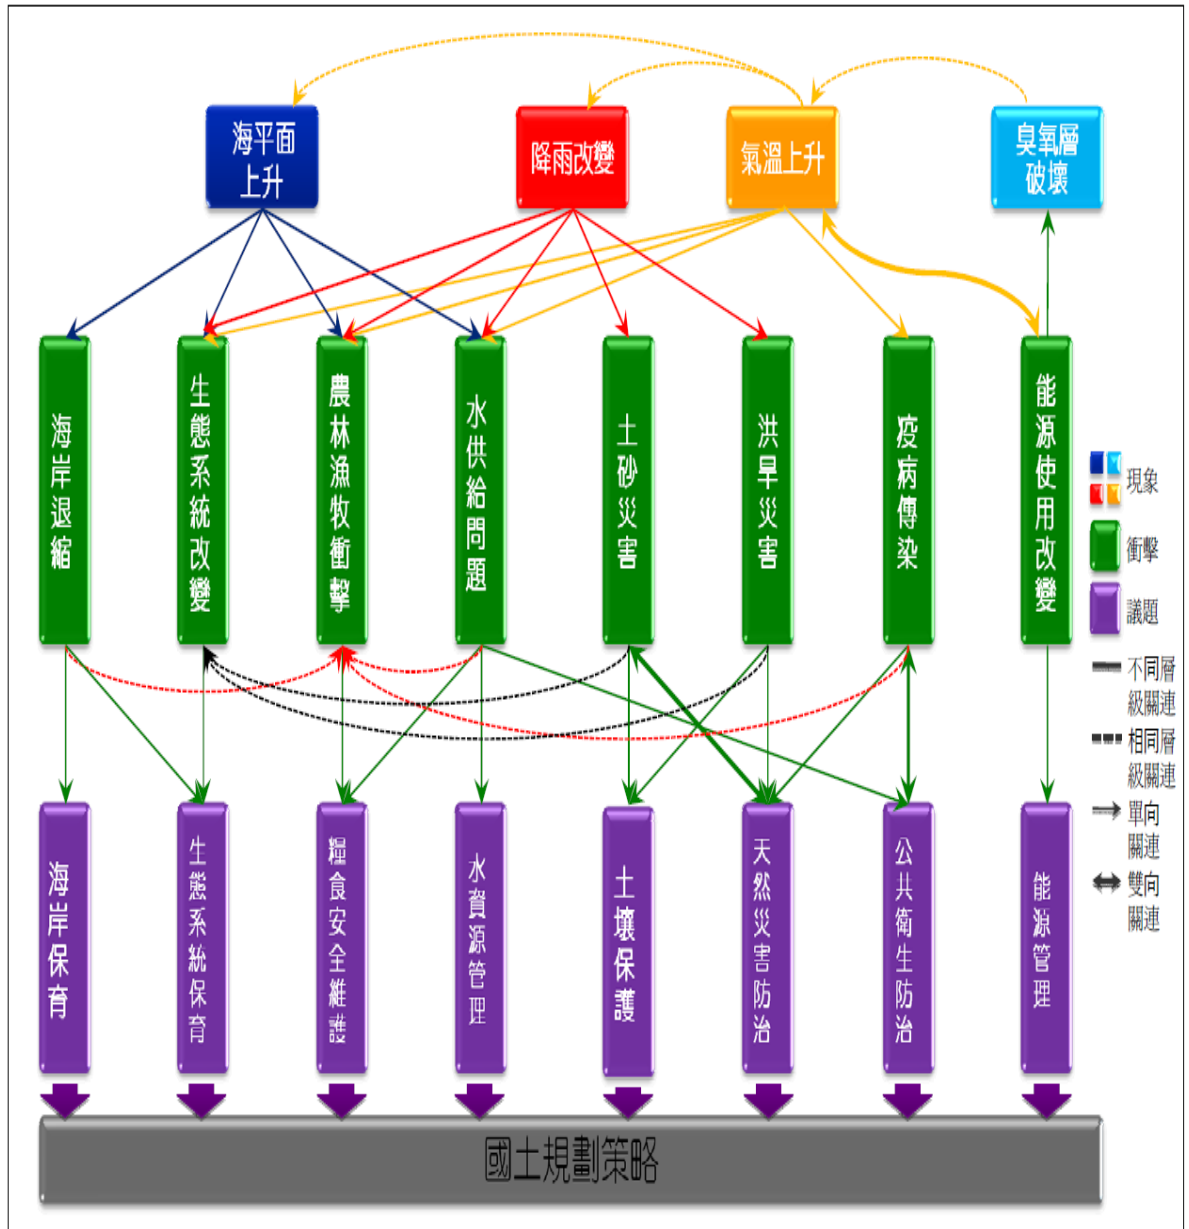 海平面
上升
降雨改變
氣溫上升
臭氧層
破壞
海岸退縮
生態系統改變
農林漁牧衝擊
水供給問題
土砂災害
洪旱災害
疫病傳染
能源使用改變
現象
衝擊
議題
不同層
級關連
相同層
級關連
單向
關連
雙向
關連
海岸保育
生態系統保育
糧食安全維護
水資源管理
土壤保護
天然災害防治
公共衛生防治
能源管理
國土規劃策略